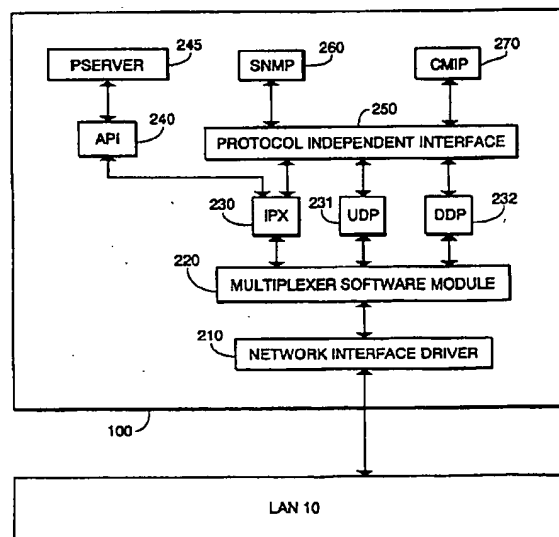 245
260
270
PSERVER
SNMP
CMIP
240
250
API
PROTOCOL INDEPENDENT INTERFACE
230
231
232
IPX
UDP
DDP
220
MULTIPLEXER SOFTWARE MODULE
210
NETWORK INTERFACE DRIVER
100
LAN 10